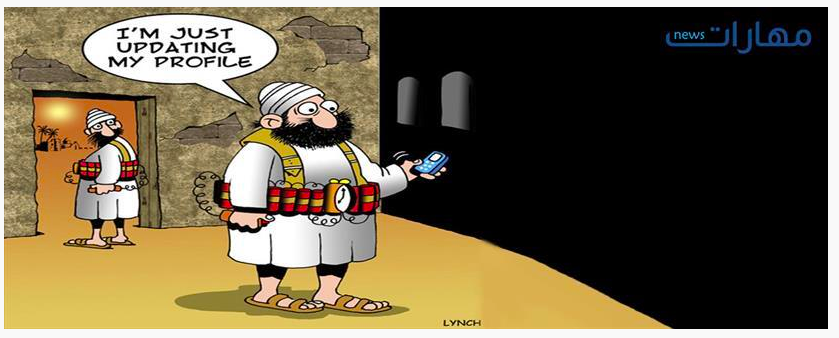 I'M JUST
UPDATING
MY PROFILE
مهارات news
LYNCH